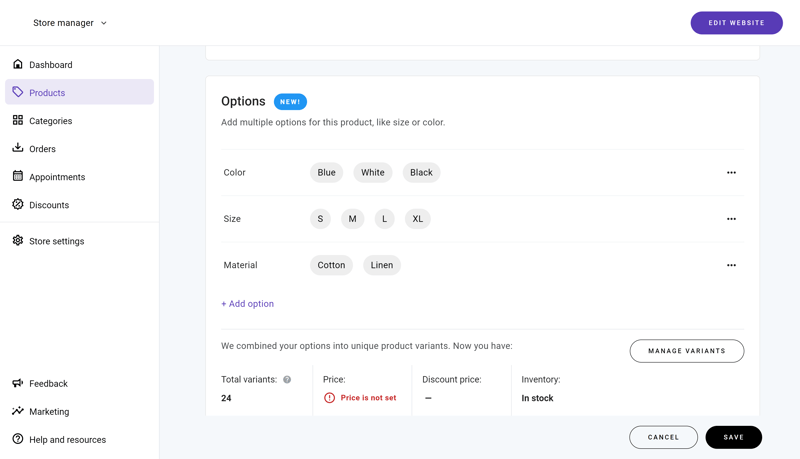 Store manager
EDIT WEBSITE
Dashboard
Products
Categories
Orders
Appointments
Discounts
Store settings
Feedback
Marketing
Help and resources
Options NEW!
Add multiple options for this product, like size or color.
Color Blue White Black
Size S M L XL
Material Cotton Linen
+ Add option
We combined your options into unique product variants. Now you have:
MANAGE VARIANTS
Total variants: ? Price: Discount price: Inventory:
24 Price is not set – In stock
CANCEL SAVE